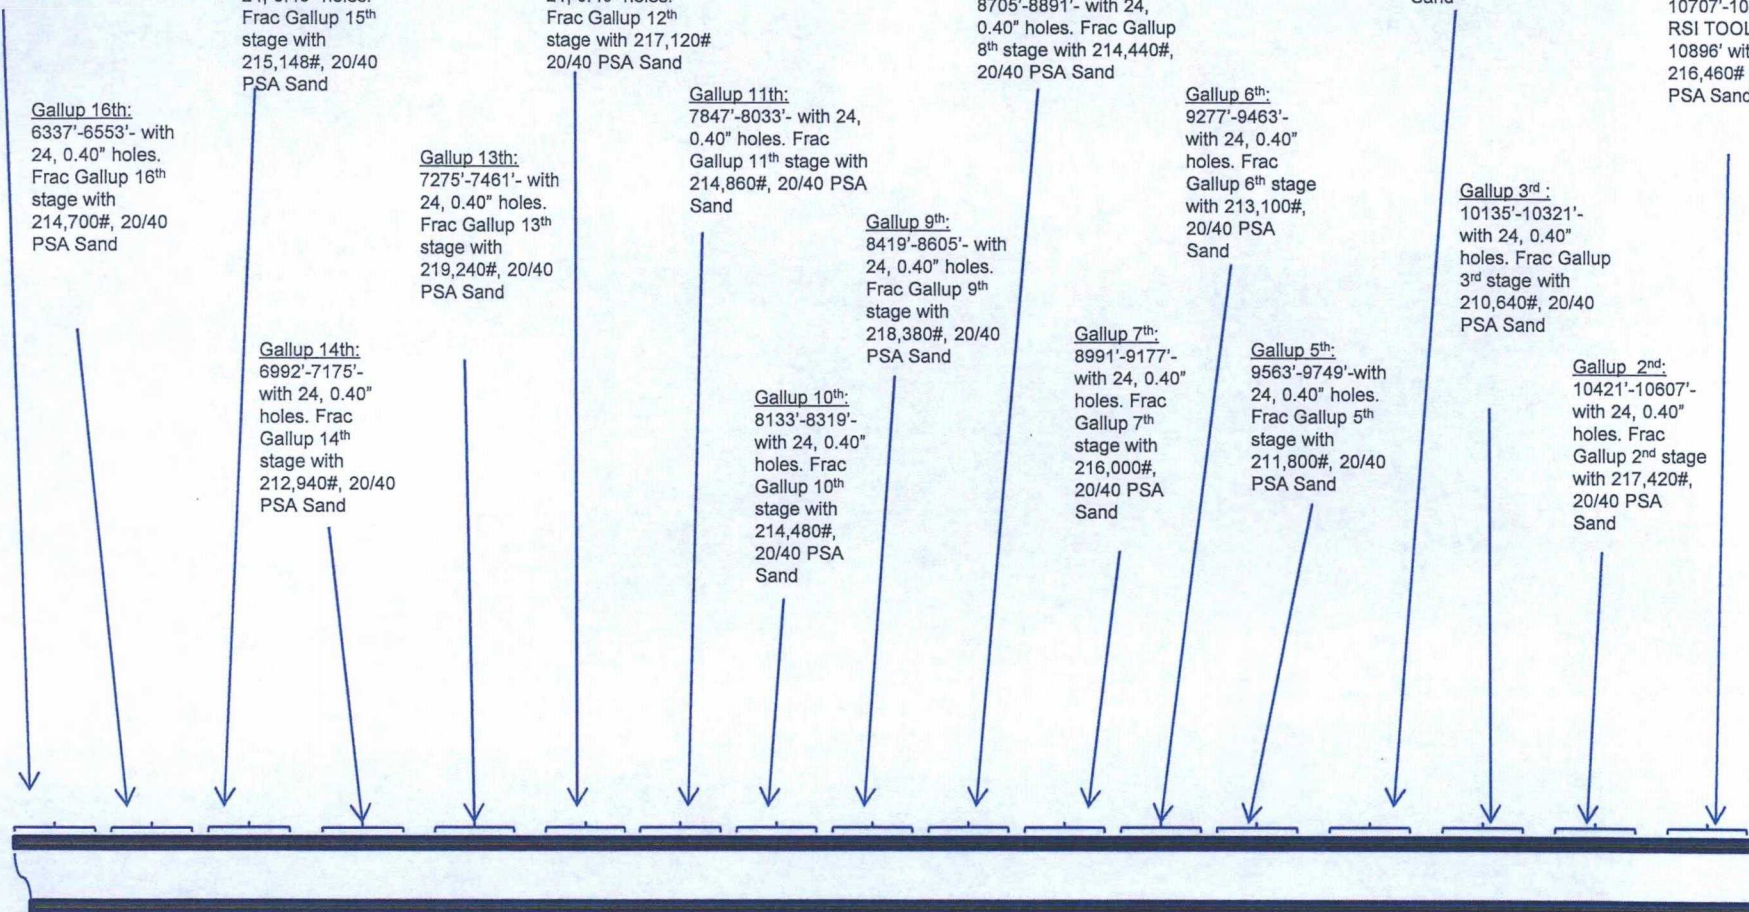 Frac Gallup 15th
stage with
215,148#, 20/40
PSA Sand
Frac Gallup 12th
stage with 217,120#
20/40 PSA Sand
8705'-8891'- with 24,
0.40" holes. Frac Gallup
8th stage with 214,440#,
20/40 PSA Sand
Sand
10707'-10
RSI TOOL
10896' wit
216,460#
PSA Sand
Gallup 16th:
6337'-6553'- with
24, 0.40" holes.
Frac Gallup 16th
stage with
214,700#, 20/40
PSA Sand
Gallup 14th:
6992'-7175'-
with 24, 0.40"
holes. Frac
Gallup 14th
stage with
212,940#, 20/40
PSA Sand
Gallup 13th:
7275'-7461'- with
24, 0.40" holes.
Frac Gallup 13th
stage with
219,240#, 20/40
PSA Sand
Gallup 11th:
7847'-8033'- with 24,
0.40" holes. Frac
Gallup 11th stage with
214,860#, 20/40 PSA
Sand
Gallup 10th:
8133'-8319'-
with 24, 0.40"
holes. Frac
Gallup 10th
stage with
214,480#,
20/40 PSA
Sand
Gallup 9th:
8419'-8605'- with
24, 0.40" holes.
Frac Gallup 9th
stage with
218,380#, 20/40
PSA Sand
Gallup 7th:
8991'-9177'-
with 24, 0.40"
holes. Frac
Gallup 7th
stage with
216,000#,
20/40 PSA
Sand
Gallup 6th:
9277'-9463'-
with 24, 0.40"
holes. Frac
Gallup 6th stage
with 213,100#,
20/40 PSA
Sand
Gallup 5th:
9563'-9749'-with
24, 0.40" holes.
Frac Gallup 5th
stage with
211,800#, 20/40
PSA Sand
Gallup 3rd :
10135'-10321'-
with 24, 0.40"
holes. Frac Gallup
3rd stage with
210,640#, 20/40
PSA Sand
Gallup 2nd:
10421'-10607'-
with 24, 0.40"
holes. Frac
Gallup 2nd stage
with 217,420#,
20/40 PSA
Sand